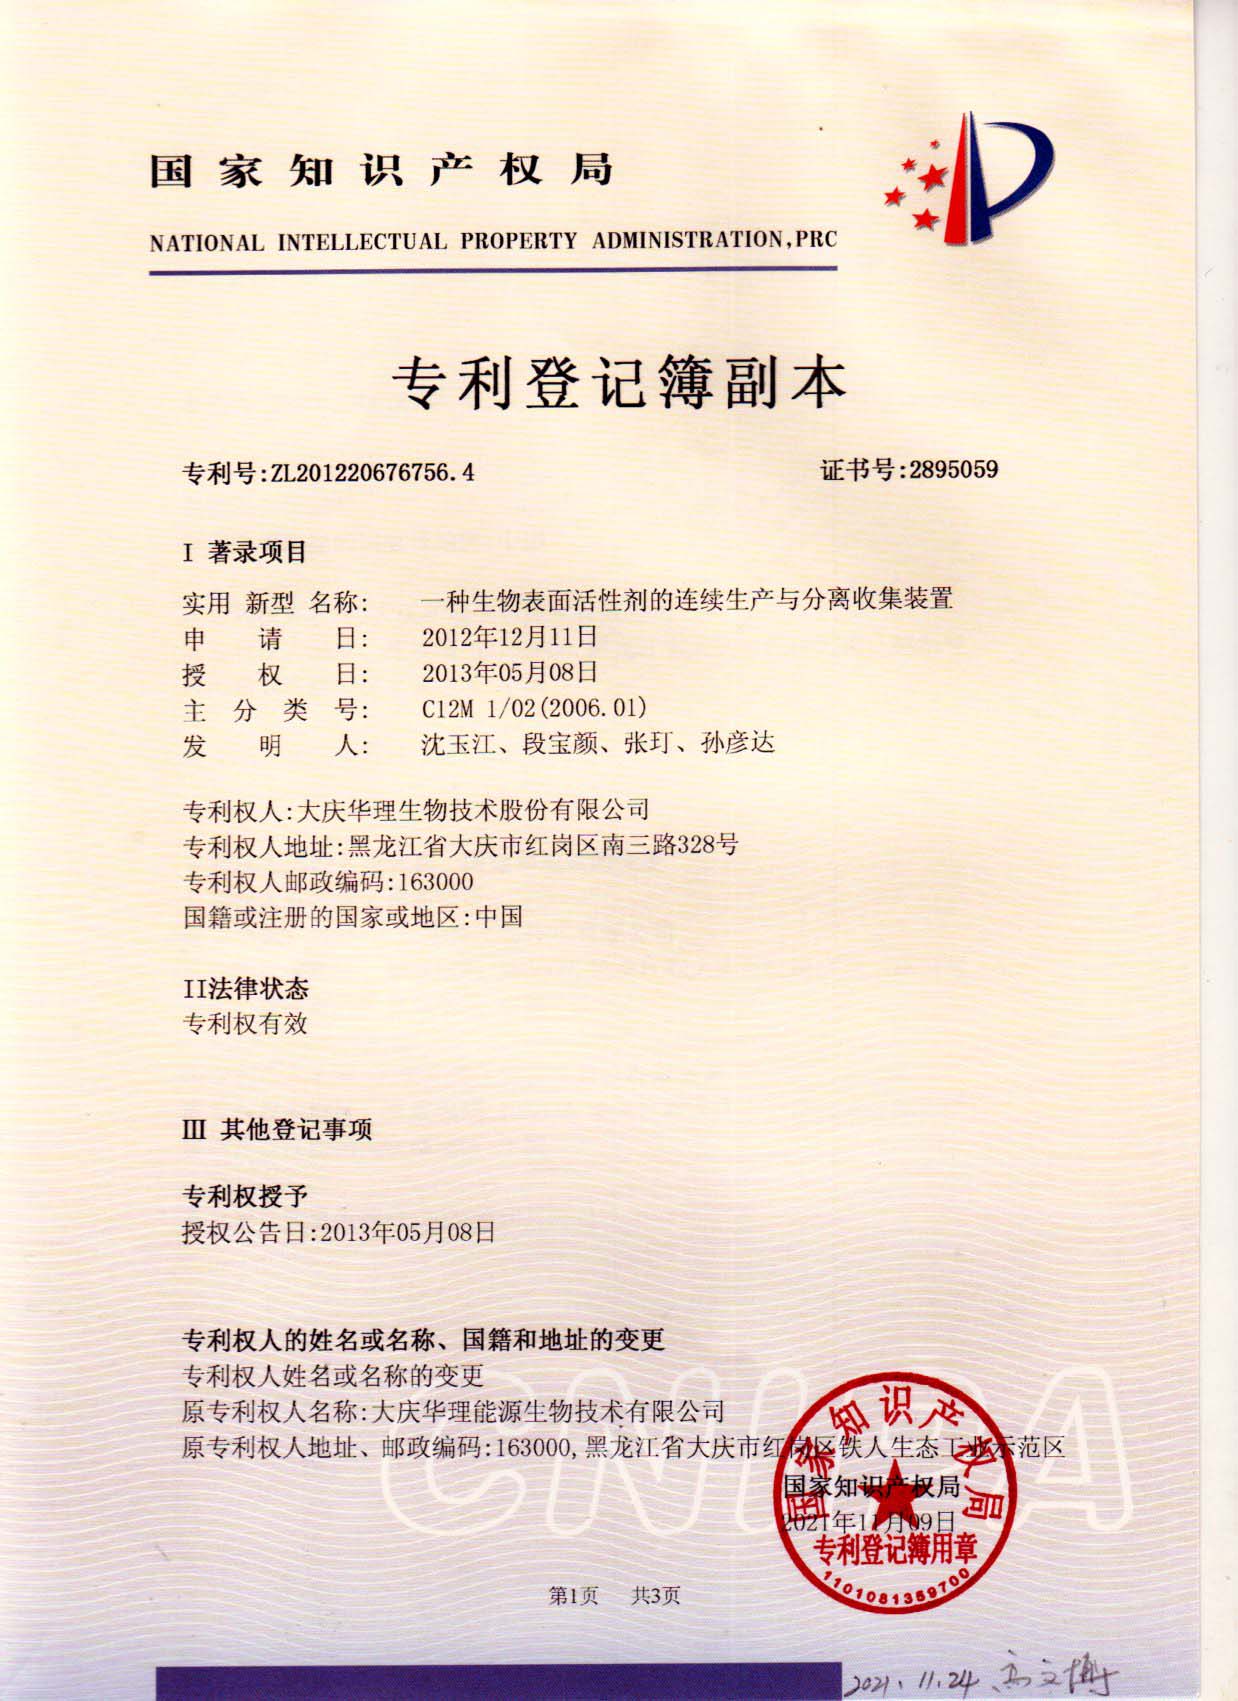 国家知识产权局
NATIONAL INTELLECTUAL PROPERTY ADMINISTRATION,PRC
专利登记簿副本
专利号:ZL201220676756.4 证书号:2895059
I 著录项目
实用 新型 名称: 一种生物表面活性剂的连续生产与分离收集装置
申 请 日: 2012年12月11日
授 权 日: 2013年05月08日
主 分 类 号: C12M 1/02(2006.01)
发 明 人: 沈玉江、段宝颜、张玎、孙彦达
专利权人:大庆华理生物技术股份有限公司
专利权人地址:黑龙江省大庆市红岗区南三路328号
专利权人邮政编码:163000
国籍或注册的国家或地区:中国
II法律状态
专利权有效
III 其他登记事项
专利权授予
授权公告日:2013年05月08日
专利权人的姓名或名称、国籍和地址的变更
专利权人姓名或名称的变更
原专利权人名称:大庆华理能源生物技术有限公司
原专利权人地址、邮政编码:163000,黑龙江省大庆市红岗区铁人生态工业示范区
国家知识产权局
2021年11月09日
国家知识产权局
专利登记簿用章
1101081359700
CNIPA
第1页 共3页
2021.11.24 高文博